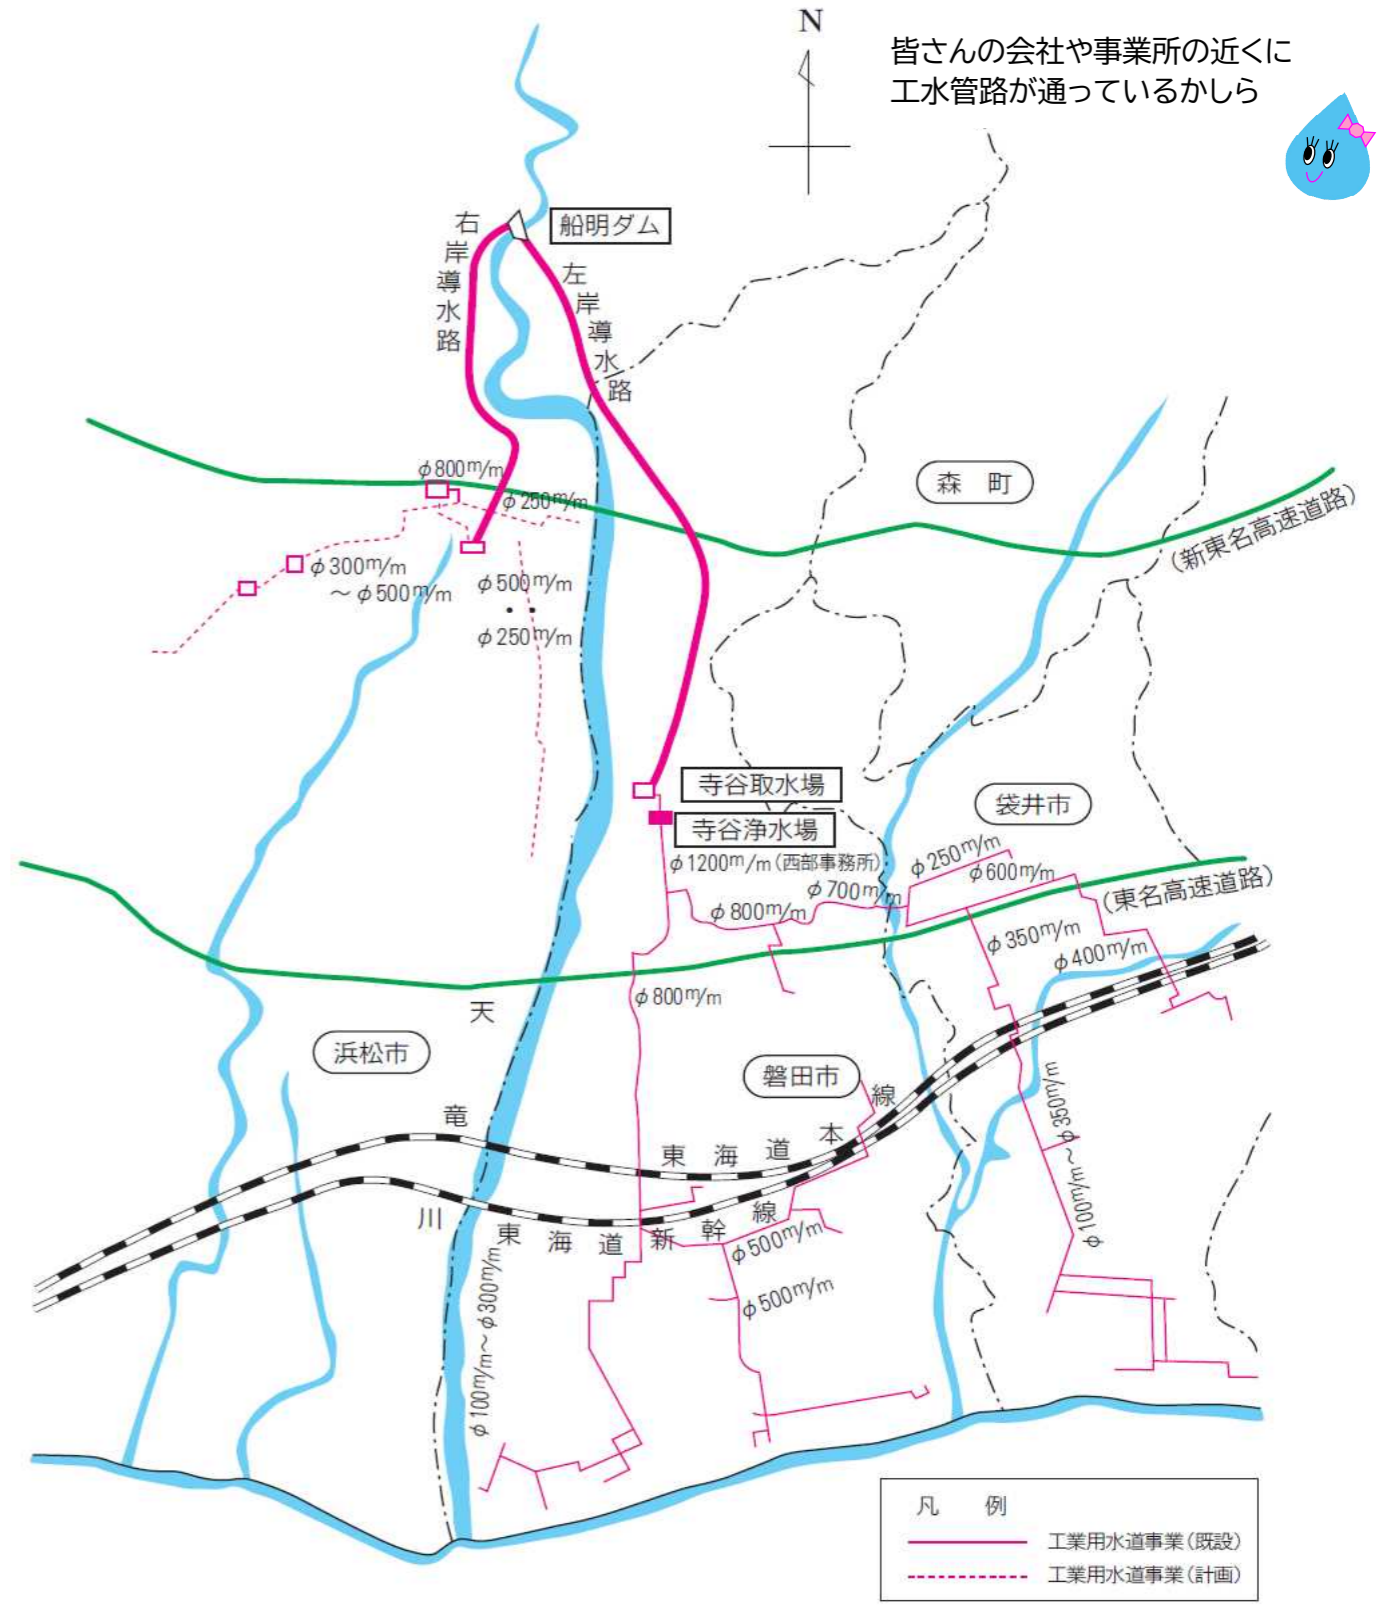 N
皆さんの会社や事業所の近くに
工水管路が通っているかしら
船明ダム
右岸導水路
左岸導水路
φ800m/m
φ250m/m
森 町
(新東名高速道路)
φ300m/m
～φ500m/m
φ500m/m
・・
φ250m/m
寺谷取水場
寺谷浄水場
袋井市
φ1200m/m(西部事務所)
φ250m/m
φ600m/m
φ700m/m
φ800m/m
(東名高速道路)
φ350m/m
φ400m/m
φ800m/m
天竜川
浜松市
磐田市
東海道本線
φ100m/m～φ350m/m
東海道新幹線
φ500m/m
φ500m/m
φ100m/m～φ300m/m
凡 例
工業用水道事業(既設)
工業用水道事業(計画)